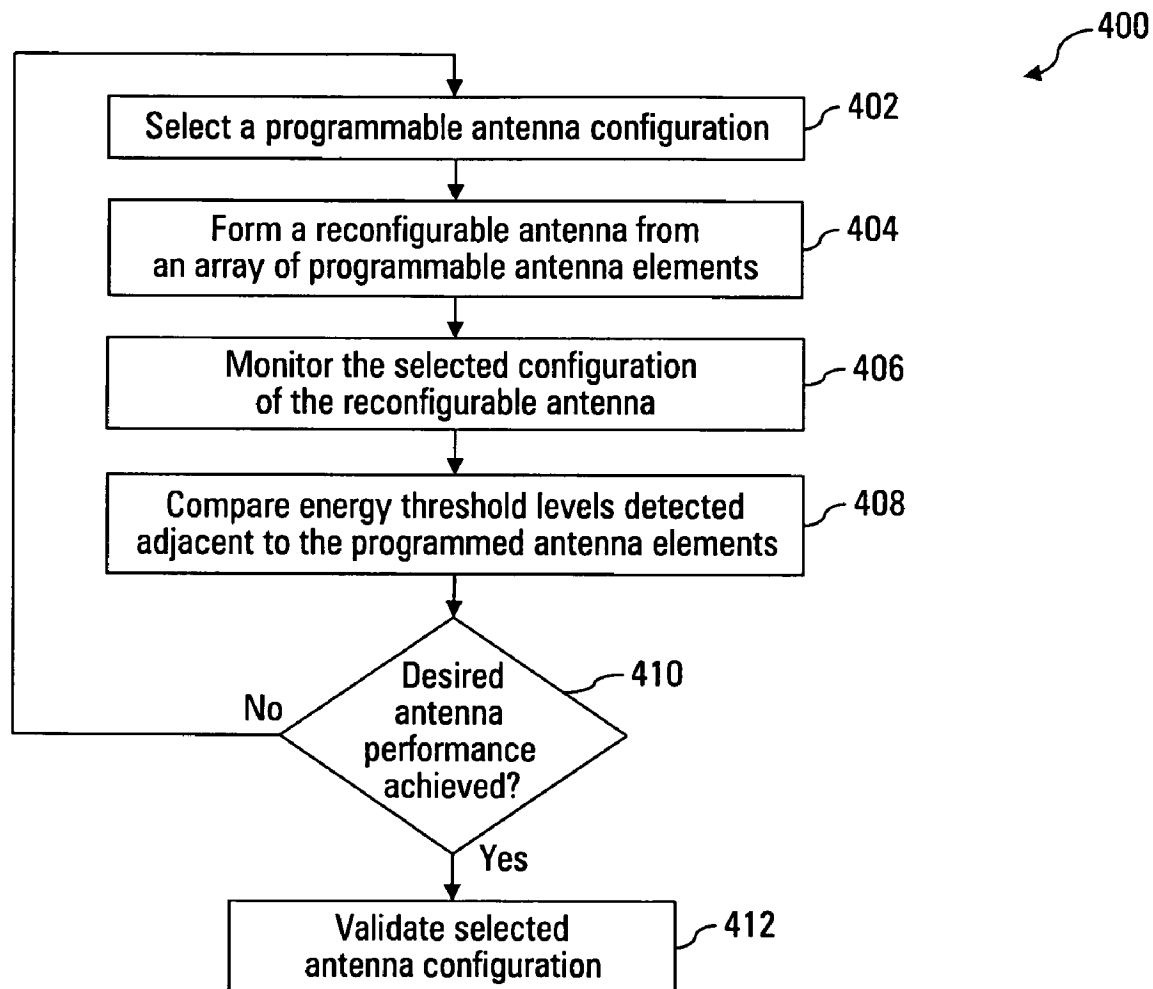 400
Select a programmable antenna configuration
402
Form a reconfigurable antenna from
an array of programmable antenna elements
404
Monitor the selected configuration
of the reconfigurable antenna
406
Compare energy threshold levels detected
adjacent to the programmed antenna elements
408
Desired
antenna
performance
achieved?
410
No
Yes
Validate selected
antenna configuration
412